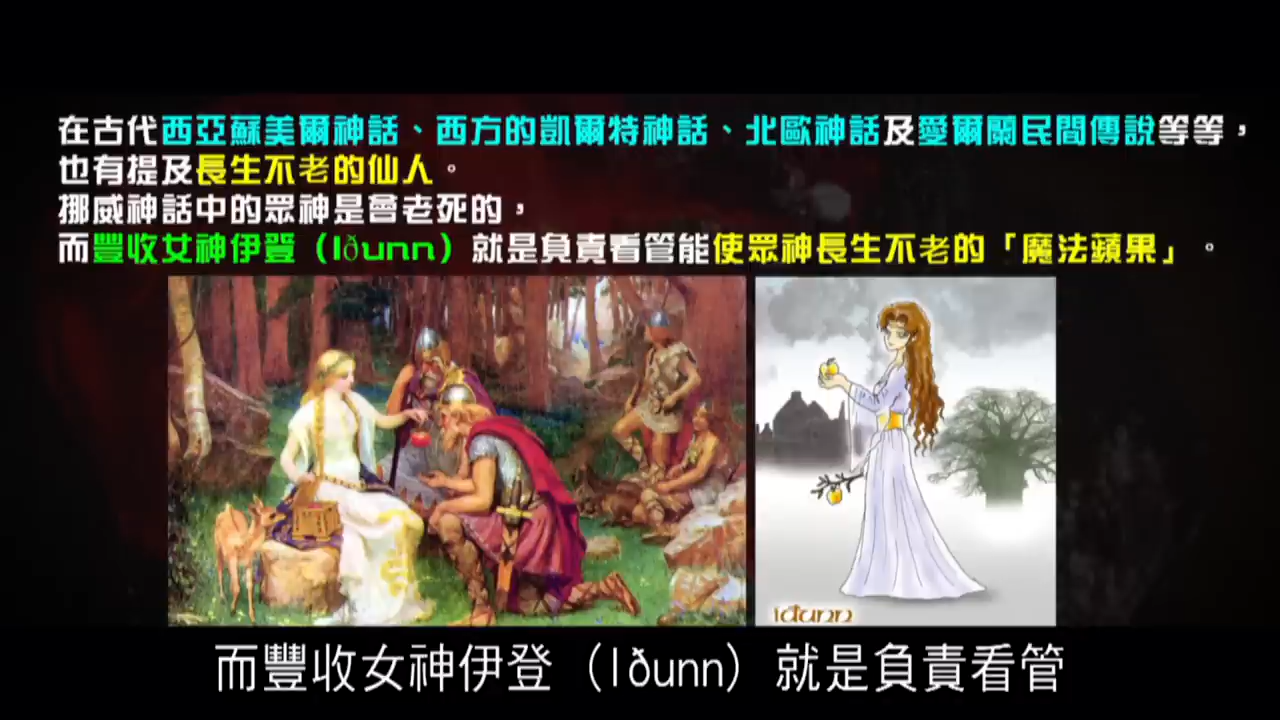 在古代西亞蘇美爾神話、西方的凱爾特神話、北歐神話及愛爾蘭民間傳說等等，
也有提及長生不老的仙人。
挪威神話中的眾神是會老死的，
而豐收女神伊登（Iðunn）就是負責看管能使眾神長生不老的「魔法蘋果」。
iđunn
而豐收女神伊登（Iðunn）就是負責看管